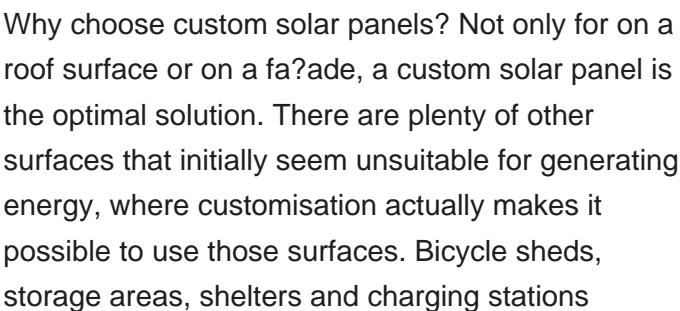 Why choose custom solar panels? Not only for on a
roof surface or on a fa?ade, a custom solar panel is
the optimal solution. There are plenty of other
surfaces that initially seem unsuitable for generating
energy, where customisation actually makes it
possible to use those surfaces. Bicycle sheds,
storage areas, shelters and charging stations